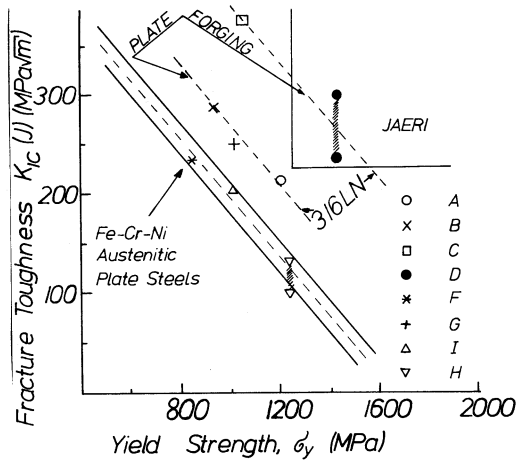 PLATE
FORGING
JAERI
316LN
Fe-Cr-Ni
Austenitic
Plate Steels
A
B
C
D
F
G
I
H
300
200
100
800 1200 1600 2000
Fracture Toughness K_IC (J) (MPa√m)
Yield Strength, σy (MPa)